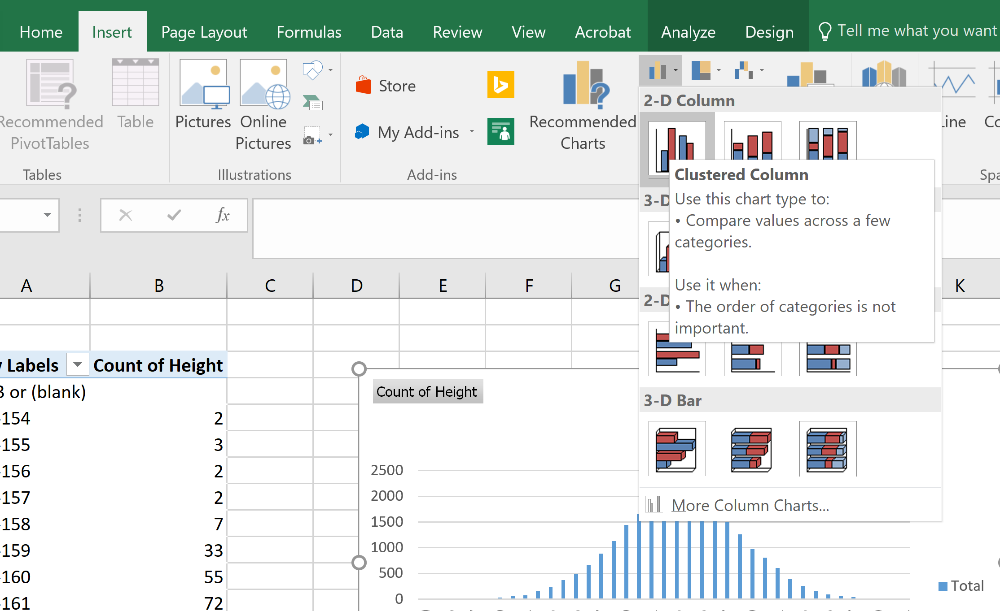 Home Insert Page Layout Formulas Data Review View Acrobat Analyze Design Tell me what you want
Recommended
PivotTables
Table
Tables
Pictures
Online
Pictures
Illustrations
Store
My Add-ins
Add-ins
Recommended
Charts
Line
2-D Column
Clustered Column
Use this chart type to:
• Compare values across a few
categories.
Use it when:
• The order of categories is not
important.
3-D
2-D
3-D Bar
More Column Charts...
fx
A B C D E F G K
Labels Count of Height
or (blank)
-154 2
-155 3
-156 2
-157 2
-158 7
-159 33
-160 55
-161 72
Count of Height
2500
2000
1500
1000
500
0
Total